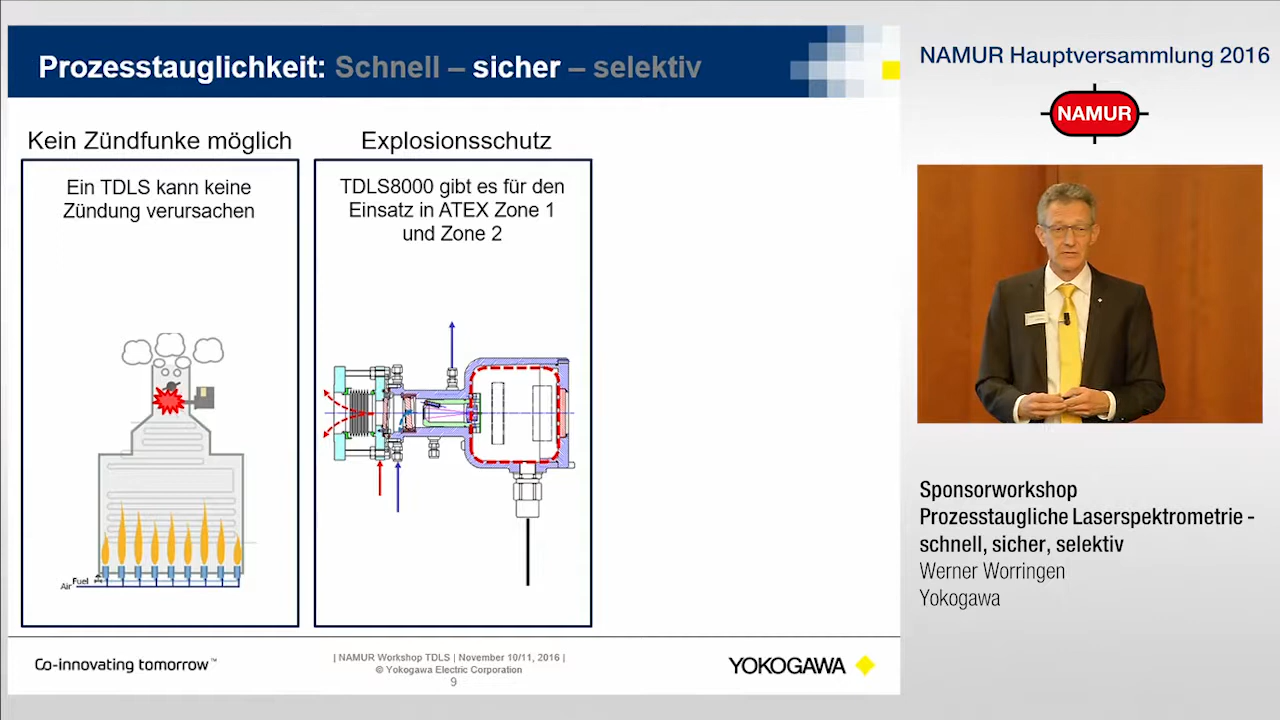 Prozesstauglichkeit: Schnell – sicher – selektiv
Kein Zündfunke möglich
Ein TDLS kann keine
Zündung verursachen
Air
Fuel
Explosionsschutz
TDLS8000 gibt es für den
Einsatz in ATEX Zone 1
und Zone 2
Co-innovating tomorrow™
| NAMUR Workshop TDLS | November 10/11, 2016 |
© Yokogawa Electric Corporation
9
YOKOGAWA
NAMUR Hauptversammlung 2016
NAMUR
Sponsorworkshop
Prozesstaugliche Laserspektrometrie -
schnell, sicher, selektiv
Werner Worringen
Yokogawa